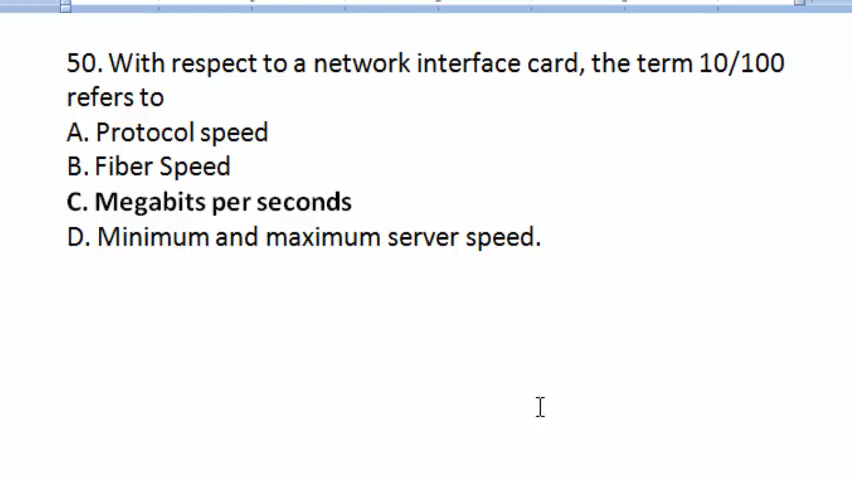 50. With respect to a network interface card, the term 10/100
refers to
A. Protocol speed
B. Fiber Speed
C. Megabits per seconds
D. Minimum and maximum server speed.